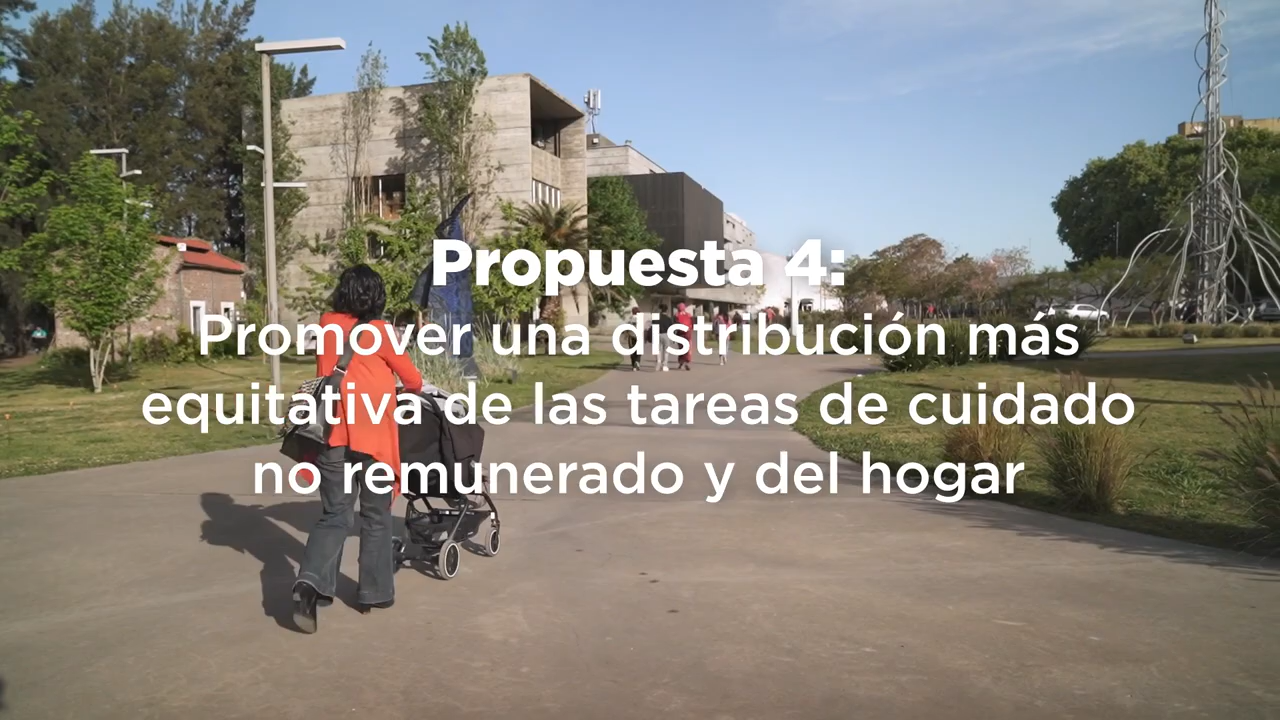 Propuesta 4:
Promover una distribución más
equitativa de las tareas de cuidado
no remunerado y del hogar